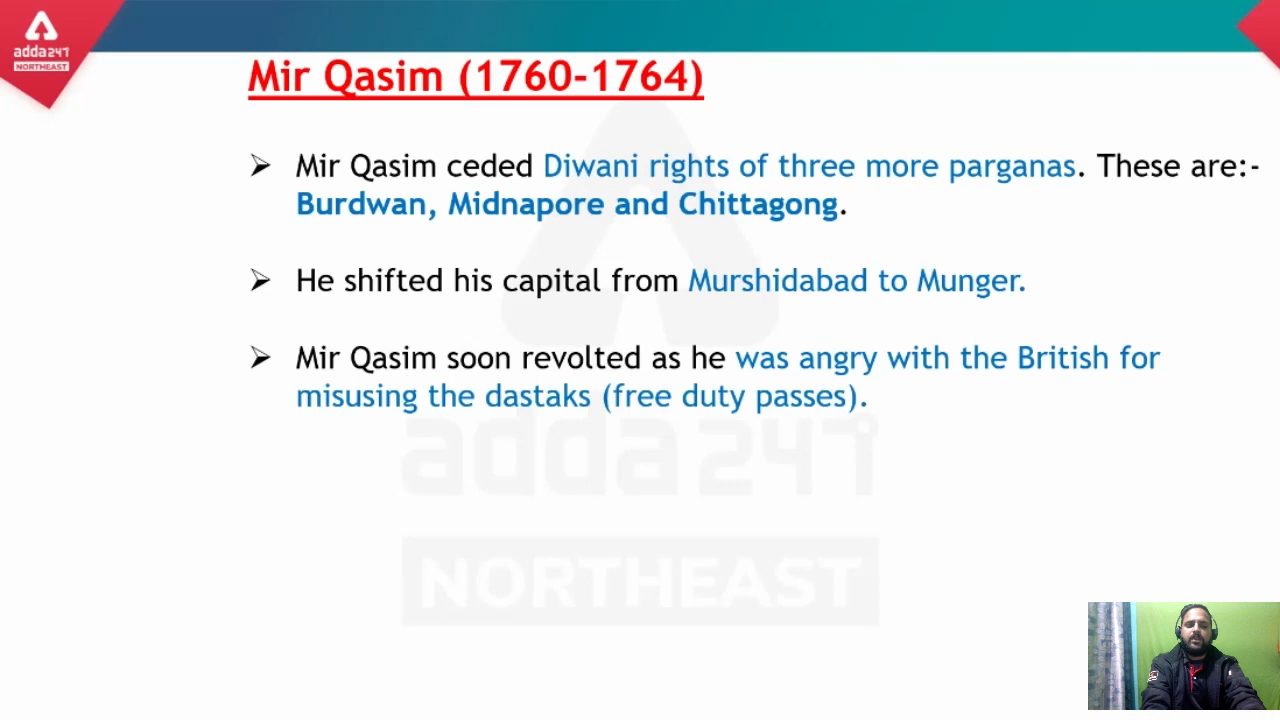 adda247
NORTHEAST
Mir Qasim (1760-1764)
➢ Mir Qasim ceded Diwani rights of three more parganas. These are:-
Burdwan, Midnapore and Chittagong.
➢ He shifted his capital from Murshidabad to Munger.
➢ Mir Qasim soon revolted as he was angry with the British for
misusing the dastaks (free duty passes).
adda247
NORTHEAST